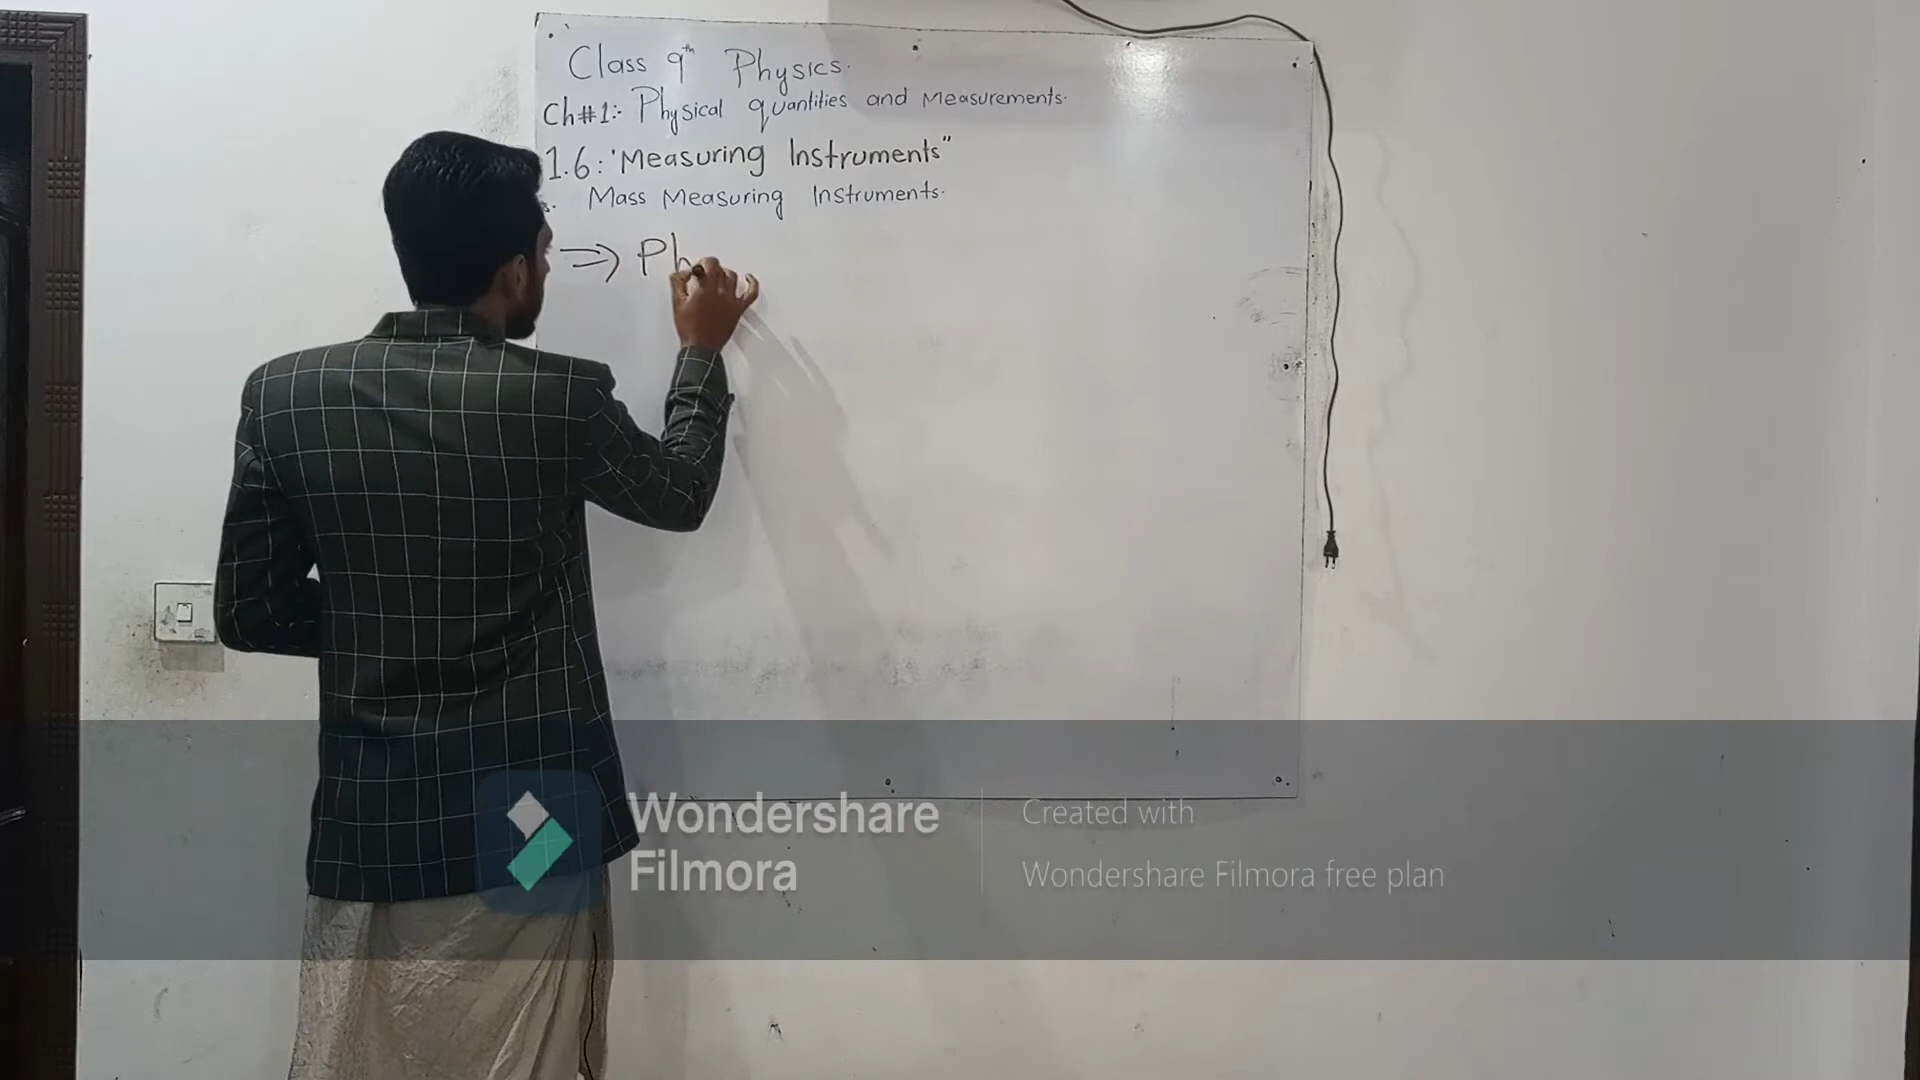 Class 9th Physics.
Ch#1:- Physical quantities and Measurements.
1.6: "Measuring Instruments"
Mass Measuring Instruments.
⇒ Ph
Wondershare
Filmora
Created with
Wondershare Filmora free plan